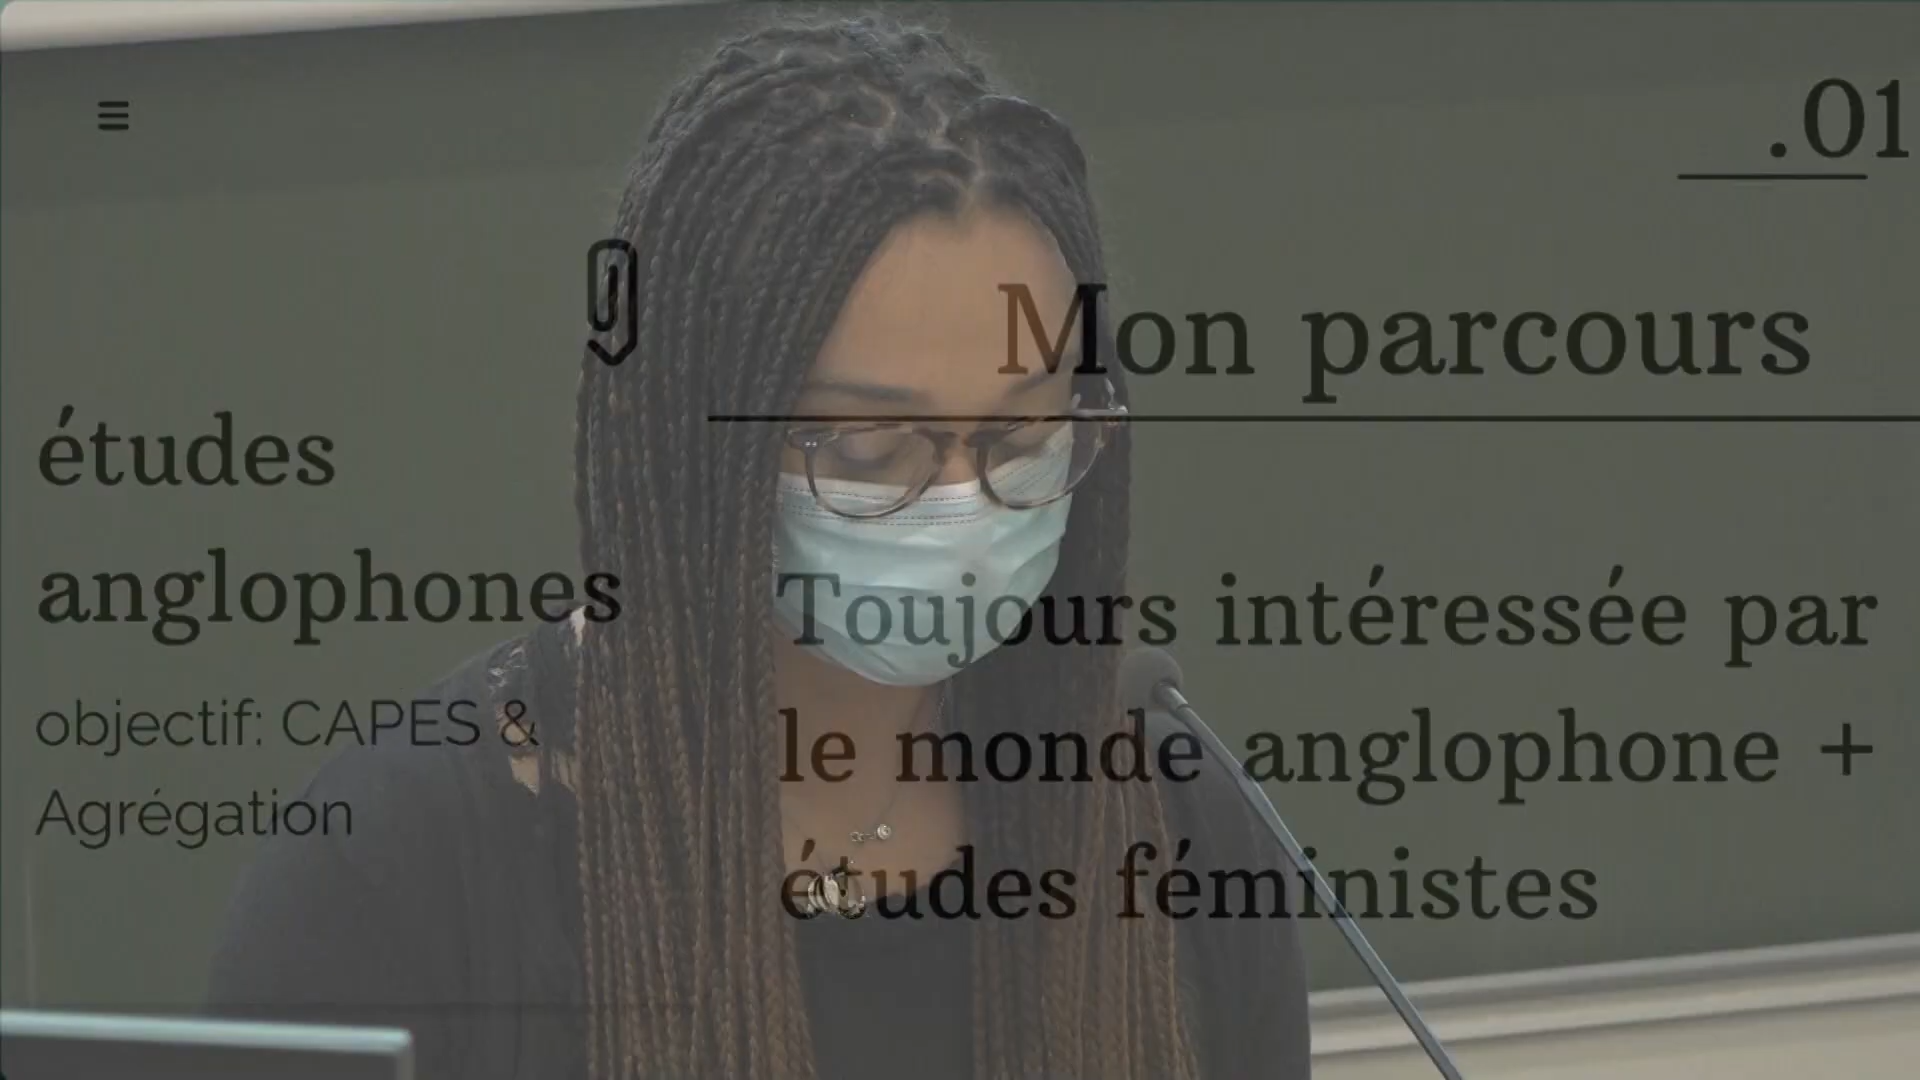 .01
Mon parcours
études
anglophones
objectif: CAPES &
Agrégation
Toujours intéressée par
le monde anglophone +
études féministes